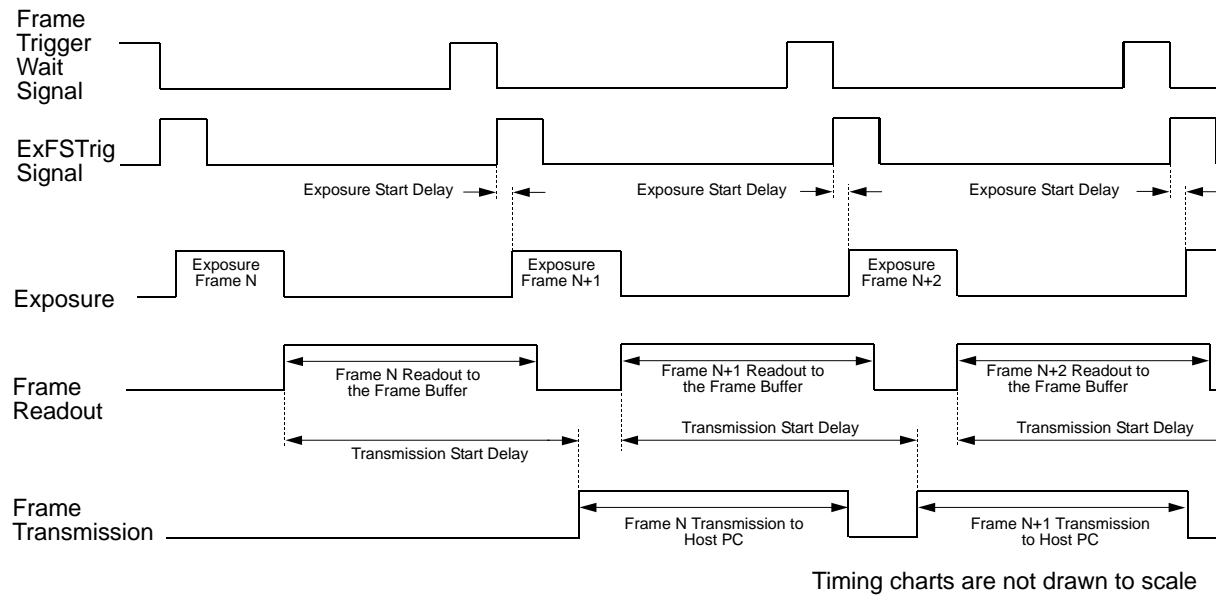 Frame
Trigger
Wait
Signal
ExFSTrig
Signal
Exposure Start Delay
Exposure Start Delay
Exposure Start Delay
Exposure
Exposure
Frame N
Exposure
Frame N+1
Exposure
Frame N+2
Frame
Readout
Frame N Readout to
the Frame Buffer
Frame N+1 Readout to
the Frame Buffer
Frame N+2 Readout to
the Frame Buffer
Transmission Start Delay
Transmission Start Delay
Transmission Start Delay
Frame
Transmission
Frame N Transmission to
Host PC
Frame N+1 Transmission
to Host PC
Timing charts are not drawn to scale